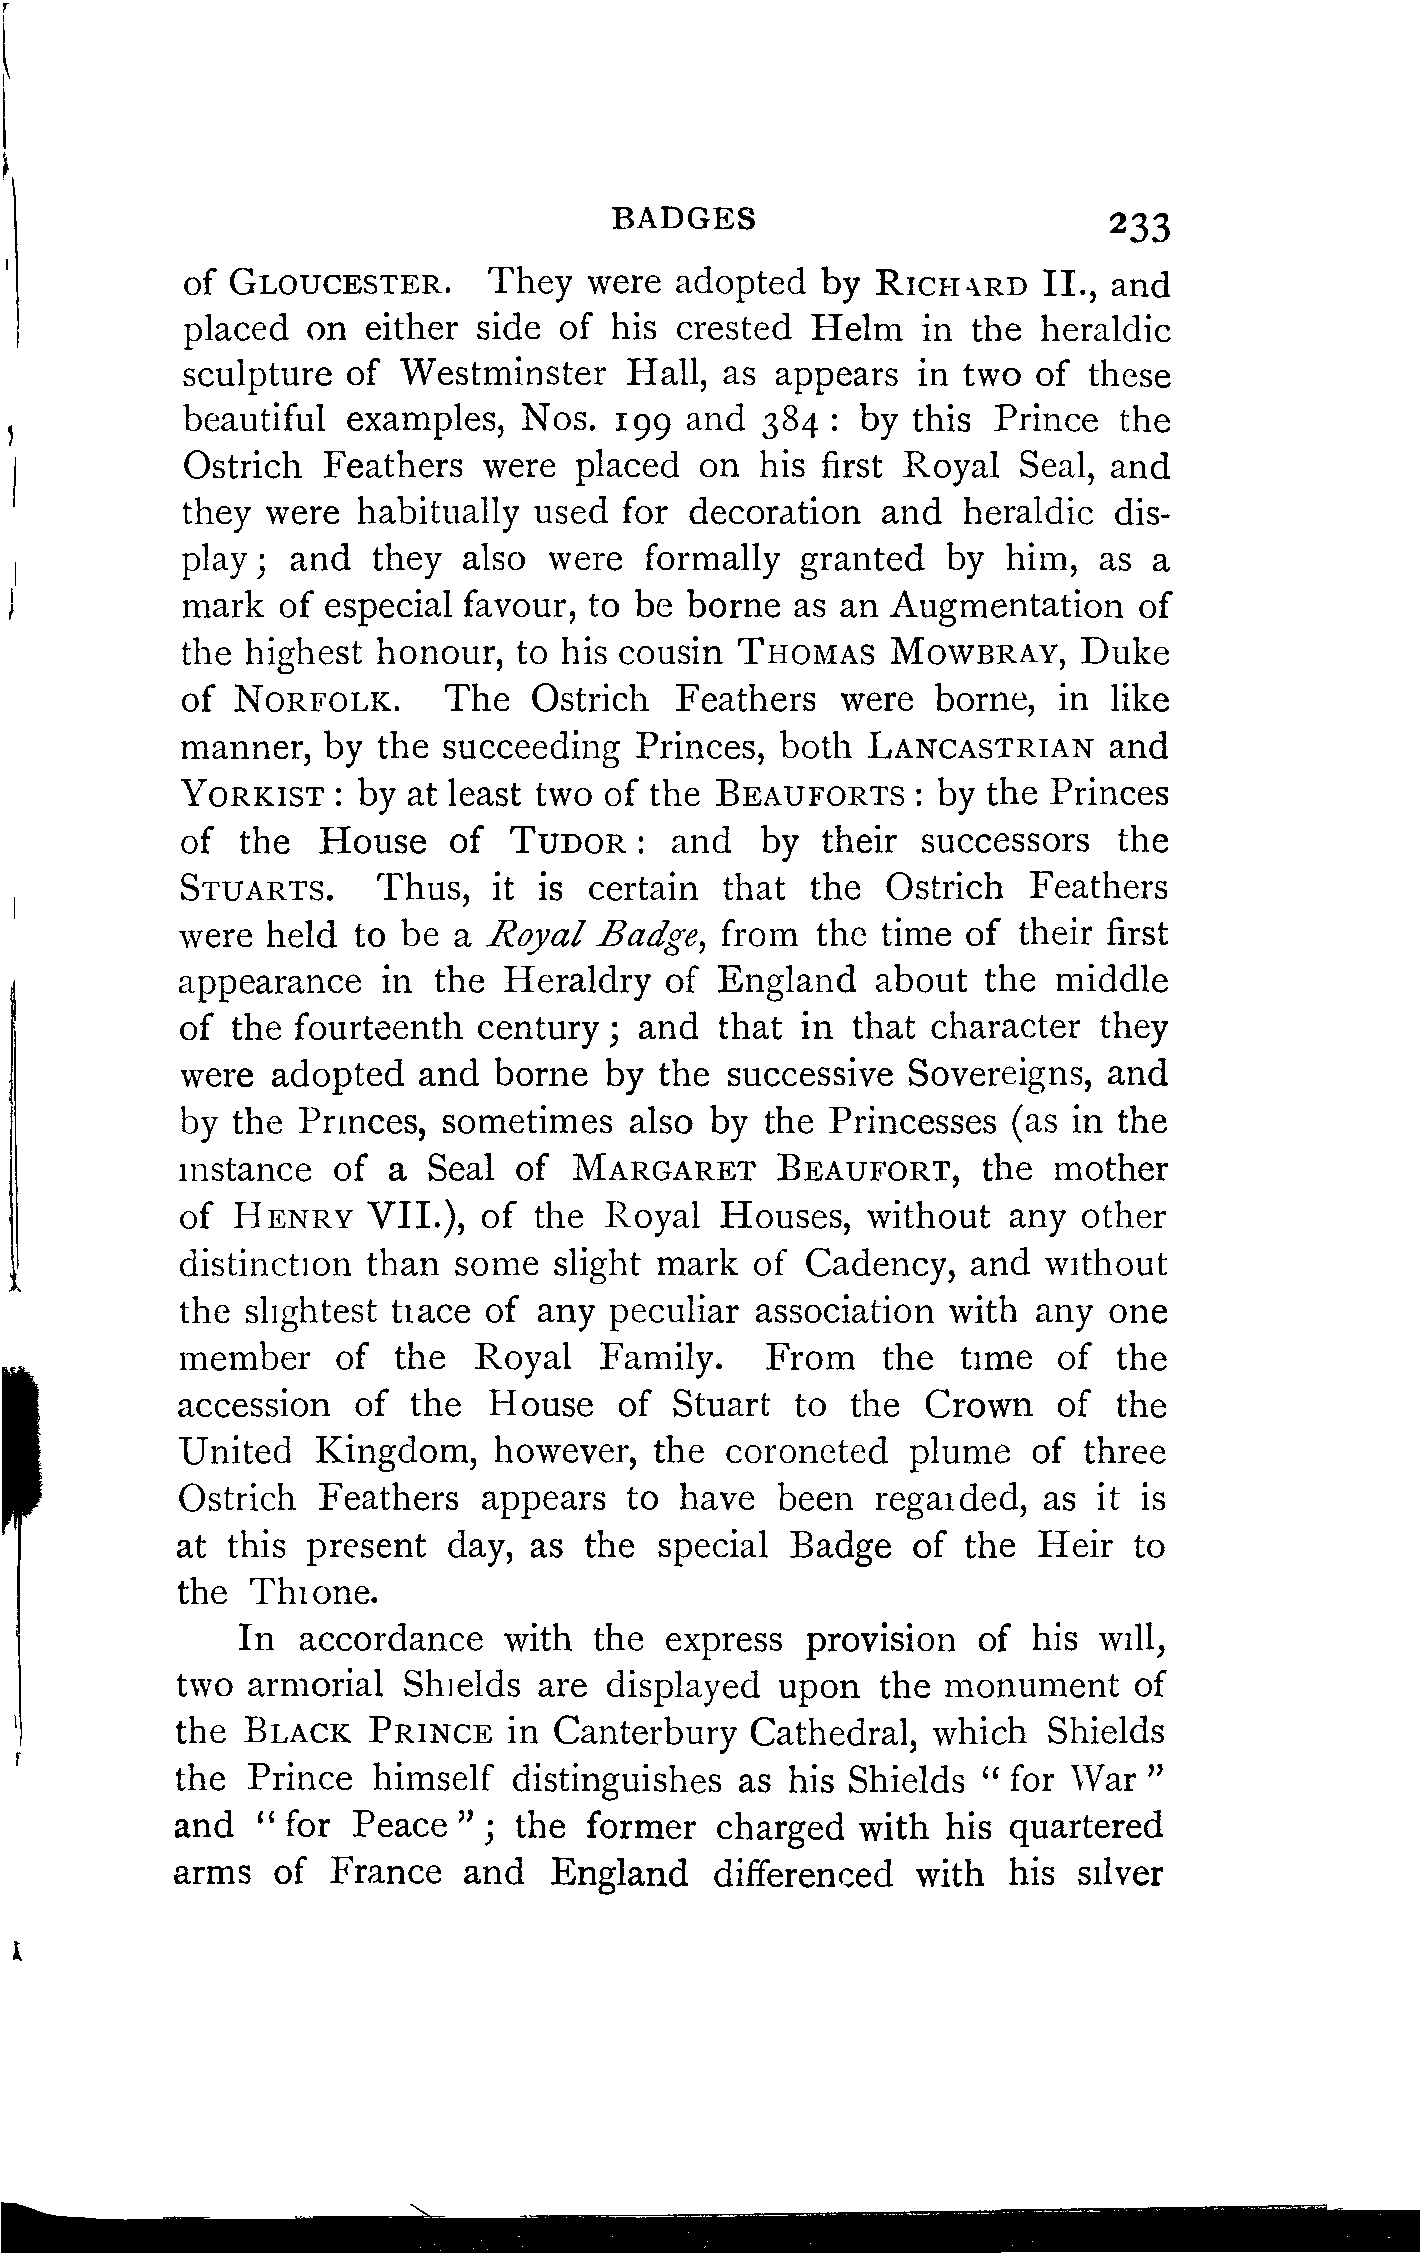 BADGES 233
of GLOUCESTER. They were adopted by RICHARD II., and
placed on either side of his crested Helm in the heraldic
sculpture of Westminster Hall, as appears in two of these
beautiful examples, Nos. 199 and 384 : by this Prince the
Ostrich Feathers were placed on his first Royal Seal, and
they were habitually used for decoration and heraldic dis-
play ; and they also were formally granted by him, as a
mark of especial favour, to be borne as an Augmentation of
the highest honour, to his cousin THOMAS MOWBRAY, Duke
of NORFOLK. The Ostrich Feathers were borne, in like
manner, by the succeeding Princes, both LANCASTRIAN and
YORKIST : by at least two of the BEAUFORTS : by the Princes
of the House of TUDOR : and by their successors the
STUARTS. Thus, it is certain that the Ostrich Feathers
were held to be a Royal Badge, from the time of their first
appearance in the Heraldry of England about the middle
of the fourteenth century ; and that in that character they
were adopted and borne by the successive Sovereigns, and
by the Princes, sometimes also by the Princesses (as in the
instance of a Seal of MARGARET BEAUFORT, the mother
of HENRY VII.), of the Royal Houses, without any other
distinction than some slight mark of Cadency, and without
the slightest trace of any peculiar association with any one
member of the Royal Family. From the time of the
accession of the House of Stuart to the Crown of the
United Kingdom, however, the coroneted plume of three
Ostrich Feathers appears to have been regarded, as it is
at this present day, as the special Badge of the Heir to
the Throne.
In accordance with the express provision of his will,
two armorial Shields are displayed upon the monument of
the BLACK PRINCE in Canterbury Cathedral, which Shields
the Prince himself distinguishes as his Shields “ for War ”
and “ for Peace ” ; the former charged with his quartered
arms of France and England differenced with his silver